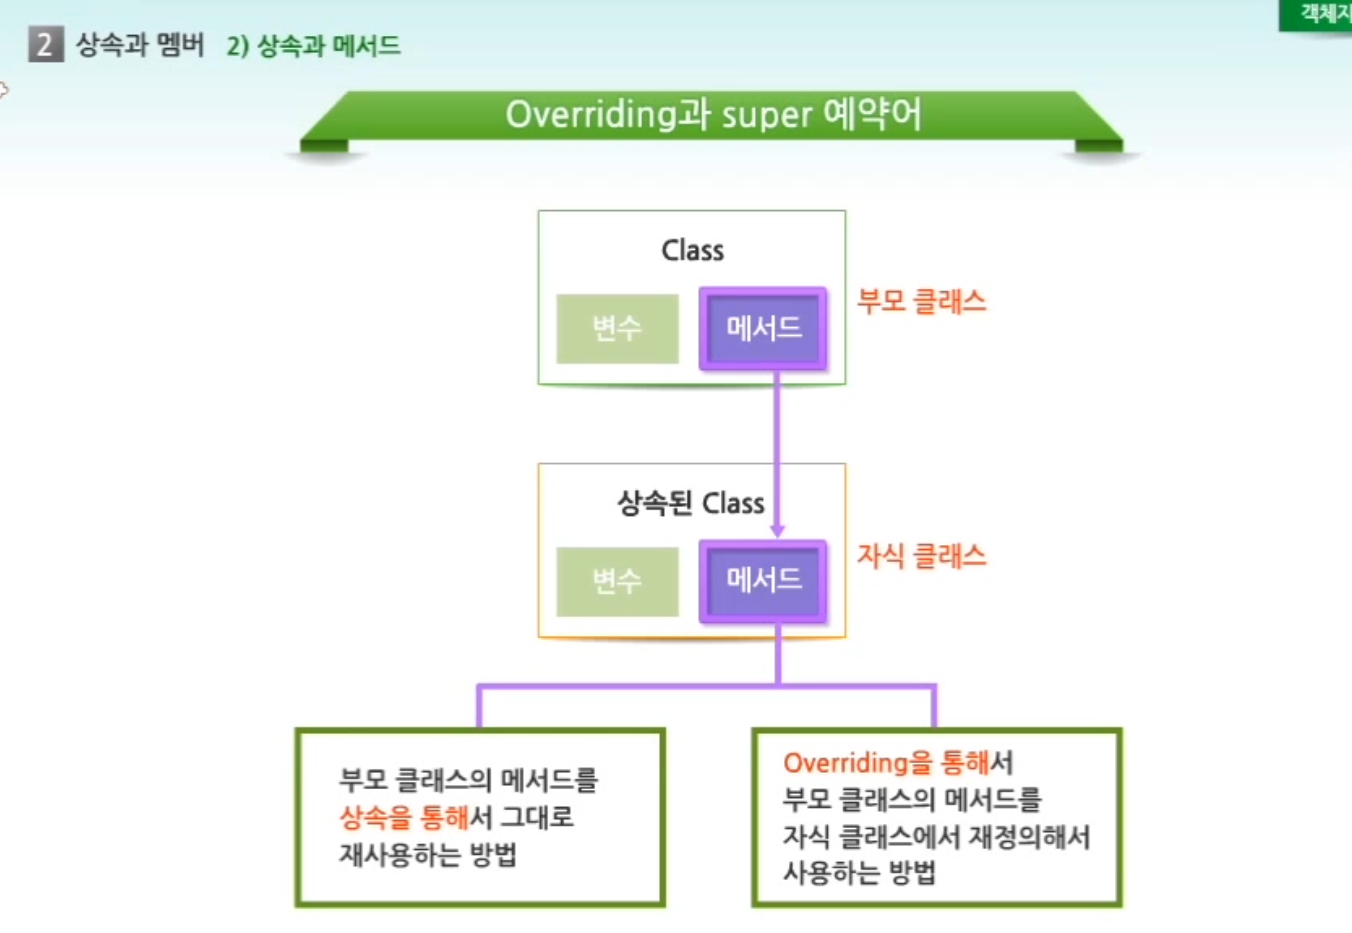 객체지
2 상속과 멤버 2) 상속과 메서드
Overriding과 super 예약어
Class
변수 메서드
부모 클래스
상속된 Class
변수 메서드
자식 클래스
부모 클래스의 메서드를
상속을 통해서 그대로
재사용하는 방법
Overriding을 통해서
부모 클래스의 메서드를
자식 클래스에서 재정의해서
사용하는 방법